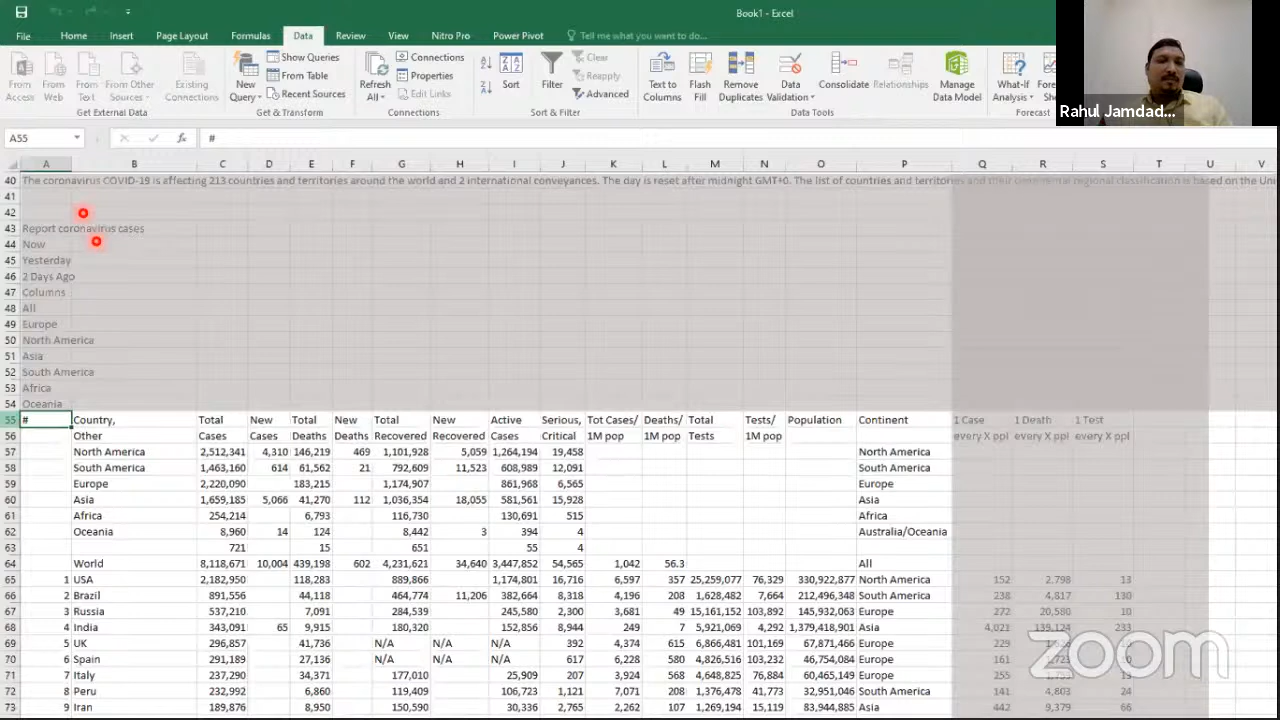 Book1 - Excel
File Home Insert Page Layout Formulas Data Review View Nitro Pro Power Pivot Tell me what you want to do...
From Access
From Web
From Text
From Other Sources
Existing Connections
Get External Data
New Query
Show Queries
From Table
Recent Sources
Get & Transform
Refresh All
Connections
Properties
Edit Links
Connections
Sort
Filter
Clear
Reapply
Advanced
Sort & Filter
Text to Columns
Flash Fill
Remove Duplicates
Data Validation
Consolidate
Relationships
Manage Data Model
Data Tools
What-If Analysis
Forecast
Rahul Jamdad...
A55 fx #
A B C D E F G H I J K L M N O P Q R S T U V
40 The coronavirus COVID-19 is affecting 213 countries and territories around the world and 2 international conveyances. The day is reset after midnight GMT+0. The list of countries and territories and their continental regional classification is based on the
41
42
43 Report coronavirus cases
44 Now
45 Yesterday
46 2 Days Ago
47 Columns
48 All
49 Europe
50 North America
51 Asia
52 South America
53 Africa
54 Oceania
55 # Country, Total New Total New Total New Active Serious, Tot Cases/ Deaths/ Total Tests/ Population Continent 1 Case 1 Death 1 Test
56 Other Cases Cases Deaths Deaths Recovered Recovered Cases Critical 1M pop 1M pop Tests 1M pop every X ppl every X ppl every X ppl
57 North America 2,512,341 4,310 146,219 469 1,101,928 5,059 1,264,194 19,458 North America
58 South America 1,463,160 614 61,562 21 792,609 11,523 608,989 12,091 South America
59 Europe 2,220,090 183,215 1,174,907 861,968 6,565 Europe
60 Asia 1,659,185 5,066 41,270 112 1,036,354 18,055 581,561 15,928 Asia
61 Africa 254,214 6,793 116,730 130,691 515 Africa
62 Oceania 8,960 14 124 8,442 3 394 4 Australia/Oceania
63 721 15 651 55 4
64 World 8,118,671 10,004 439,198 602 4,231,621 34,640 3,447,852 54,565 1,042 56.3 All
65 1 USA 2,182,950 118,283 889,866 1,174,801 16,716 6,597 357 25,259,077 76,329 330,922,877 North America 152 2,798 13
66 2 Brazil 891,556 44,118 464,774 11,206 382,664 8,318 4,196 208 1,628,482 7,664 212,496,348 South America 238 4,817 130
67 3 Russia 537,210 7,091 284,539 245,580 2,300 3,681 49 15,161,152 103,892 145,932,063 Europe 272 20,580 10
68 4 India 343,091 65 9,915 180,320 152,856 8,944 249 7 5,921,069 4,292 1,379,418,901 Asia 4,021 139,124 233
69 5 UK 296,857 41,736 N/A N/A N/A 392 4,374 615 6,866,481 101,169 67,871,466 Europe 229
70 6 Spain 291,189 27,136 N/A N/A N/A 617 6,228 580 4,826,516 103,232 46,754,084 Europe 161
71 7 Italy 237,290 34,371 177,010 25,909 207 3,924 568 4,648,825 76,884 60,465,149 Europe 255
72 8 Peru 232,992 6,860 119,409 106,723 1,121 7,071 208 1,376,478 41,773 32,951,046 South America 141 4,803 24
73 9 Iran 189,876 8,950 150,590 30,336 2,765 2,262 107 1,269,194 15,119 83,944,885 Asia 442 9,379 66
zoom